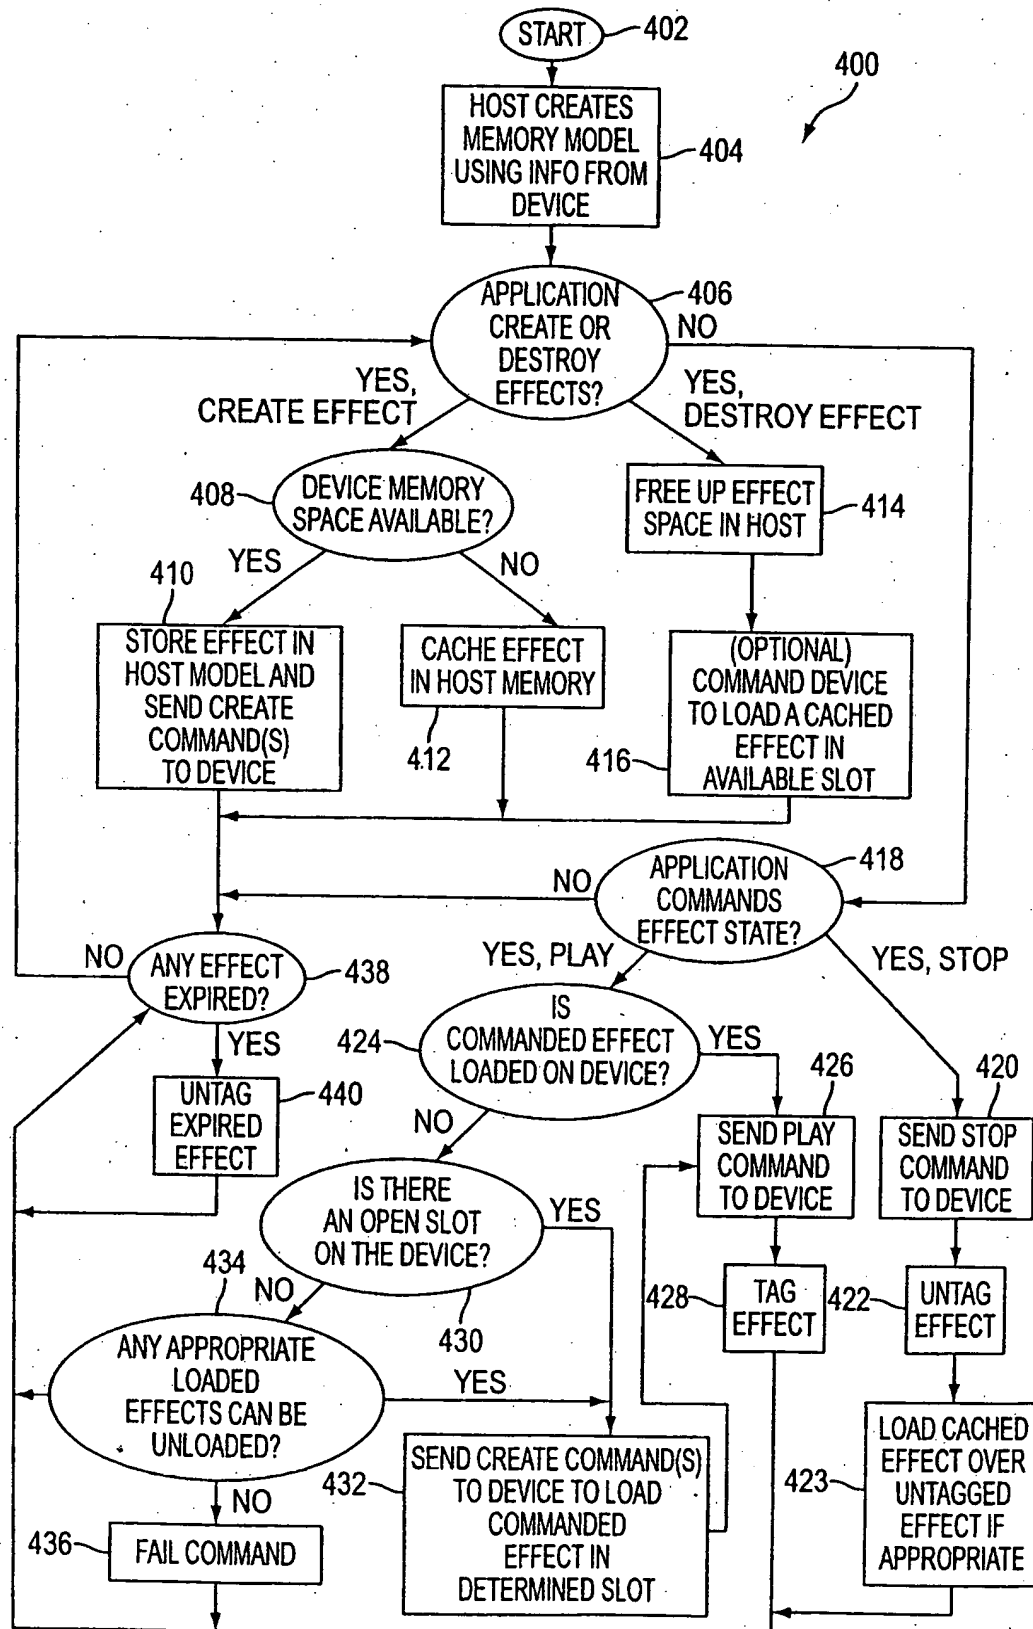 START
402
400
HOST CREATES
MEMORY MODEL
USING INFO FROM
DEVICE
404
APPLICATION
CREATE OR
DESTROY
EFFECTS?
406
NO
YES,
CREATE EFFECT
YES,
DESTROY EFFECT
408
DEVICE MEMORY
SPACE AVAILABLE?
FREE UP EFFECT
SPACE IN HOST
414
YES
NO
410
STORE EFFECT IN
HOST MODEL AND
SEND CREATE
COMMAND(S)
TO DEVICE
CACHE EFFECT
IN HOST MEMORY
412
(OPTIONAL)
COMMAND DEVICE
TO LOAD A CACHED
EFFECT IN
AVAILABLE SLOT
416
APPLICATION
COMMANDS
EFFECT STATE?
418
NO
YES, PLAY
YES, STOP
NO
ANY EFFECT
EXPIRED?
438
YES
UNTAG
EXPIRED
EFFECT
440
424
IS
COMMANDED EFFECT
LOADED ON DEVICE?
YES
NO
426
SEND PLAY
COMMAND
TO DEVICE
420
SEND STOP
COMMAND
TO DEVICE
IS THERE
AN OPEN SLOT
ON THE DEVICE?
YES
NO
430
428
TAG
EFFECT
422
UNTAG
EFFECT
434
ANY APPROPRIATE
LOADED
EFFECTS CAN BE
UNLOADED?
YES
NO
432
SEND CREATE COMMAND(S)
TO DEVICE TO LOAD
COMMANDED
EFFECT IN
DETERMINED SLOT
423
LOAD CACHED
EFFECT OVER
UNTAGGED
EFFECT IF
APPROPRIATE
436
FAIL COMMAND